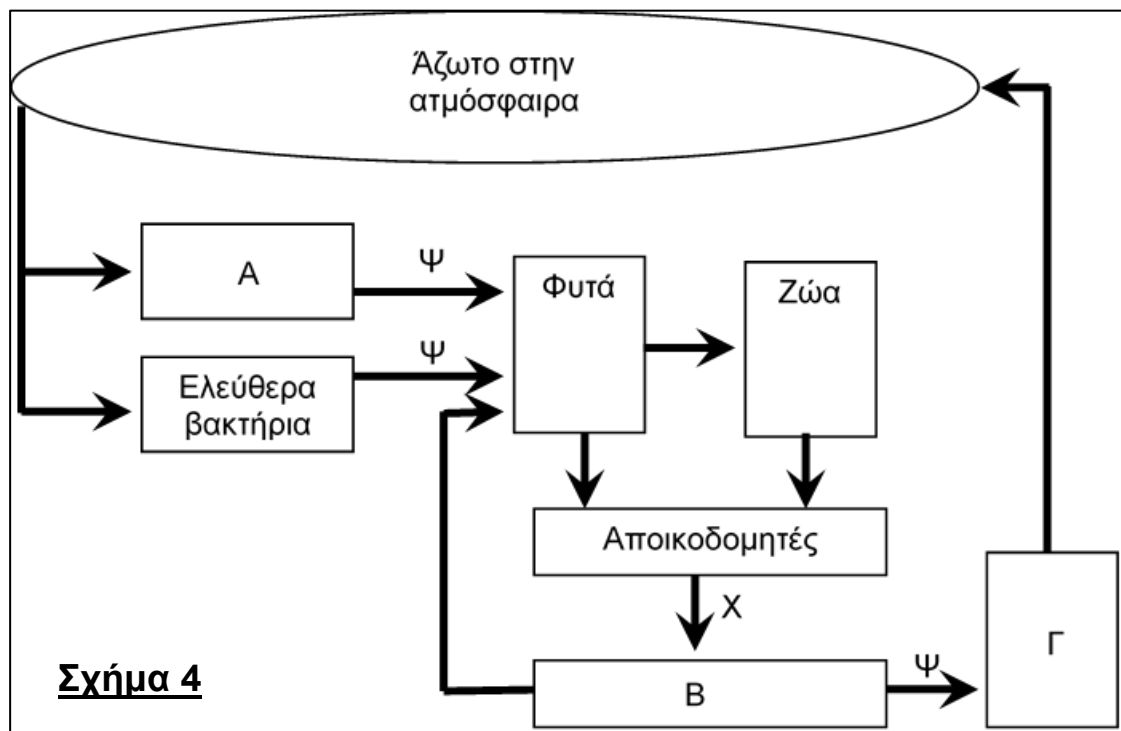 Άζωτο στην
ατμόσφαιρα
Α
Ψ
Φυτά
Ζώα
Ελεύθερα
βακτήρια
Ψ
Αποικοδομητές
Χ
Β
Ψ
Γ
Σχήμα 4